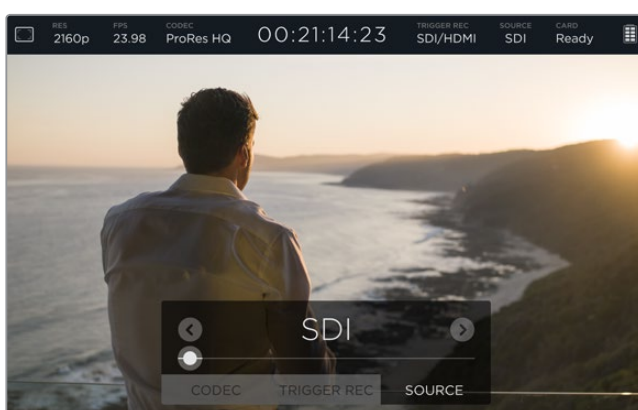 RES FPS CODEC TRIGGER REC SOURCE CARD
2160p 23.98 ProRes HQ 00:21:14:23 SDI/HDMI SDI Ready
SDI
CODEC TRIGGER REC SOURCE